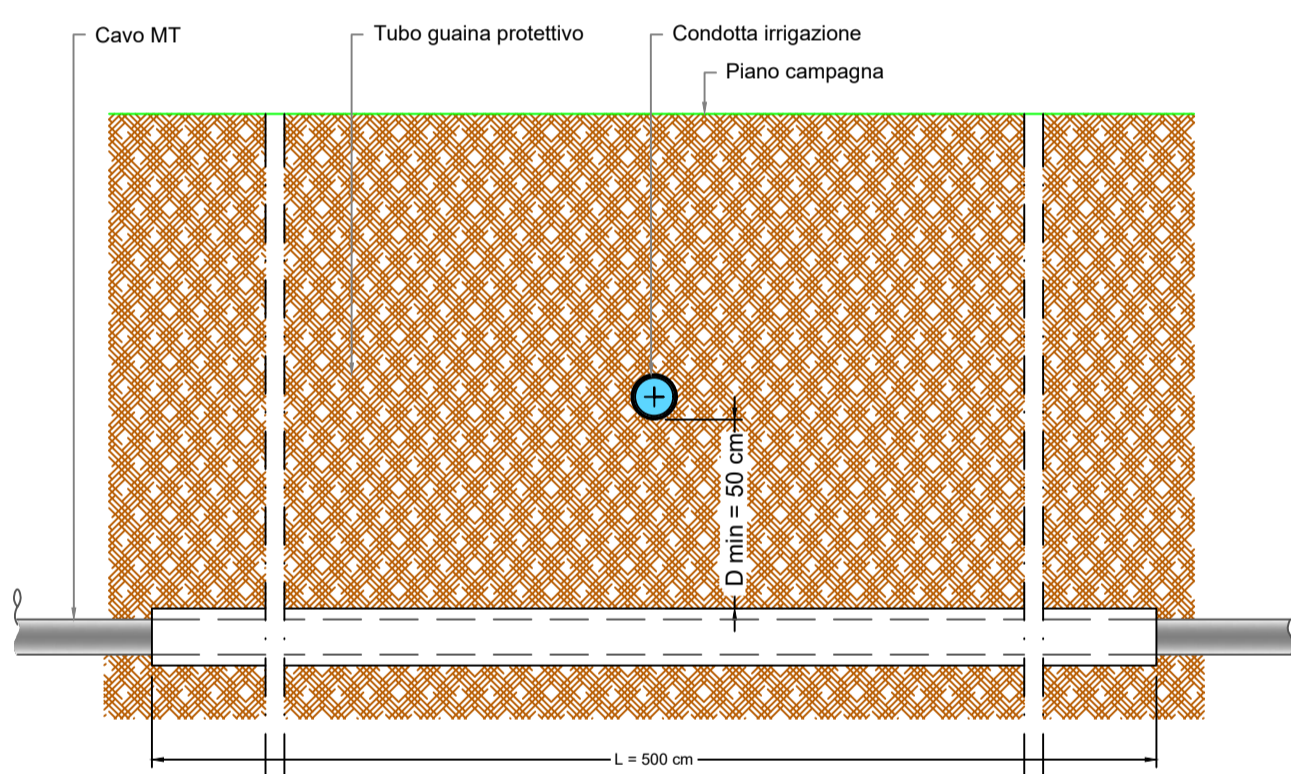 Cavo MT
Tubo guaina protettivo
Condotta irrigazione
Piano campagna
D min = 50 cm
L = 500 cm